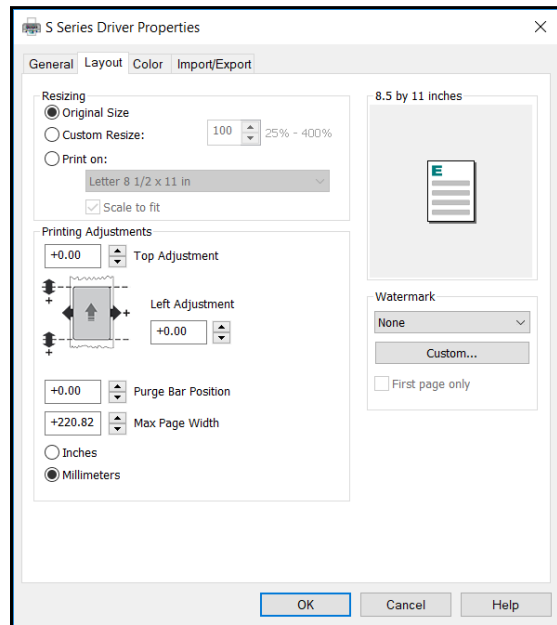 S Series Driver Properties
General Layout Color Import/Export
Resizing
Original Size
Custom Resize: 100 25% - 400%
Print on:
Letter 8 1/2 x 11 in
Scale to fit
8.5 by 11 inches
E
Printing Adjustments
+0.00 Top Adjustment
+
+
+
Left Adjustment
+0.00
+0.00 Purge Bar Position
+220.82 Max Page Width
Inches
Millimeters
Watermark
None
Custom...
First page only
OK Cancel Help